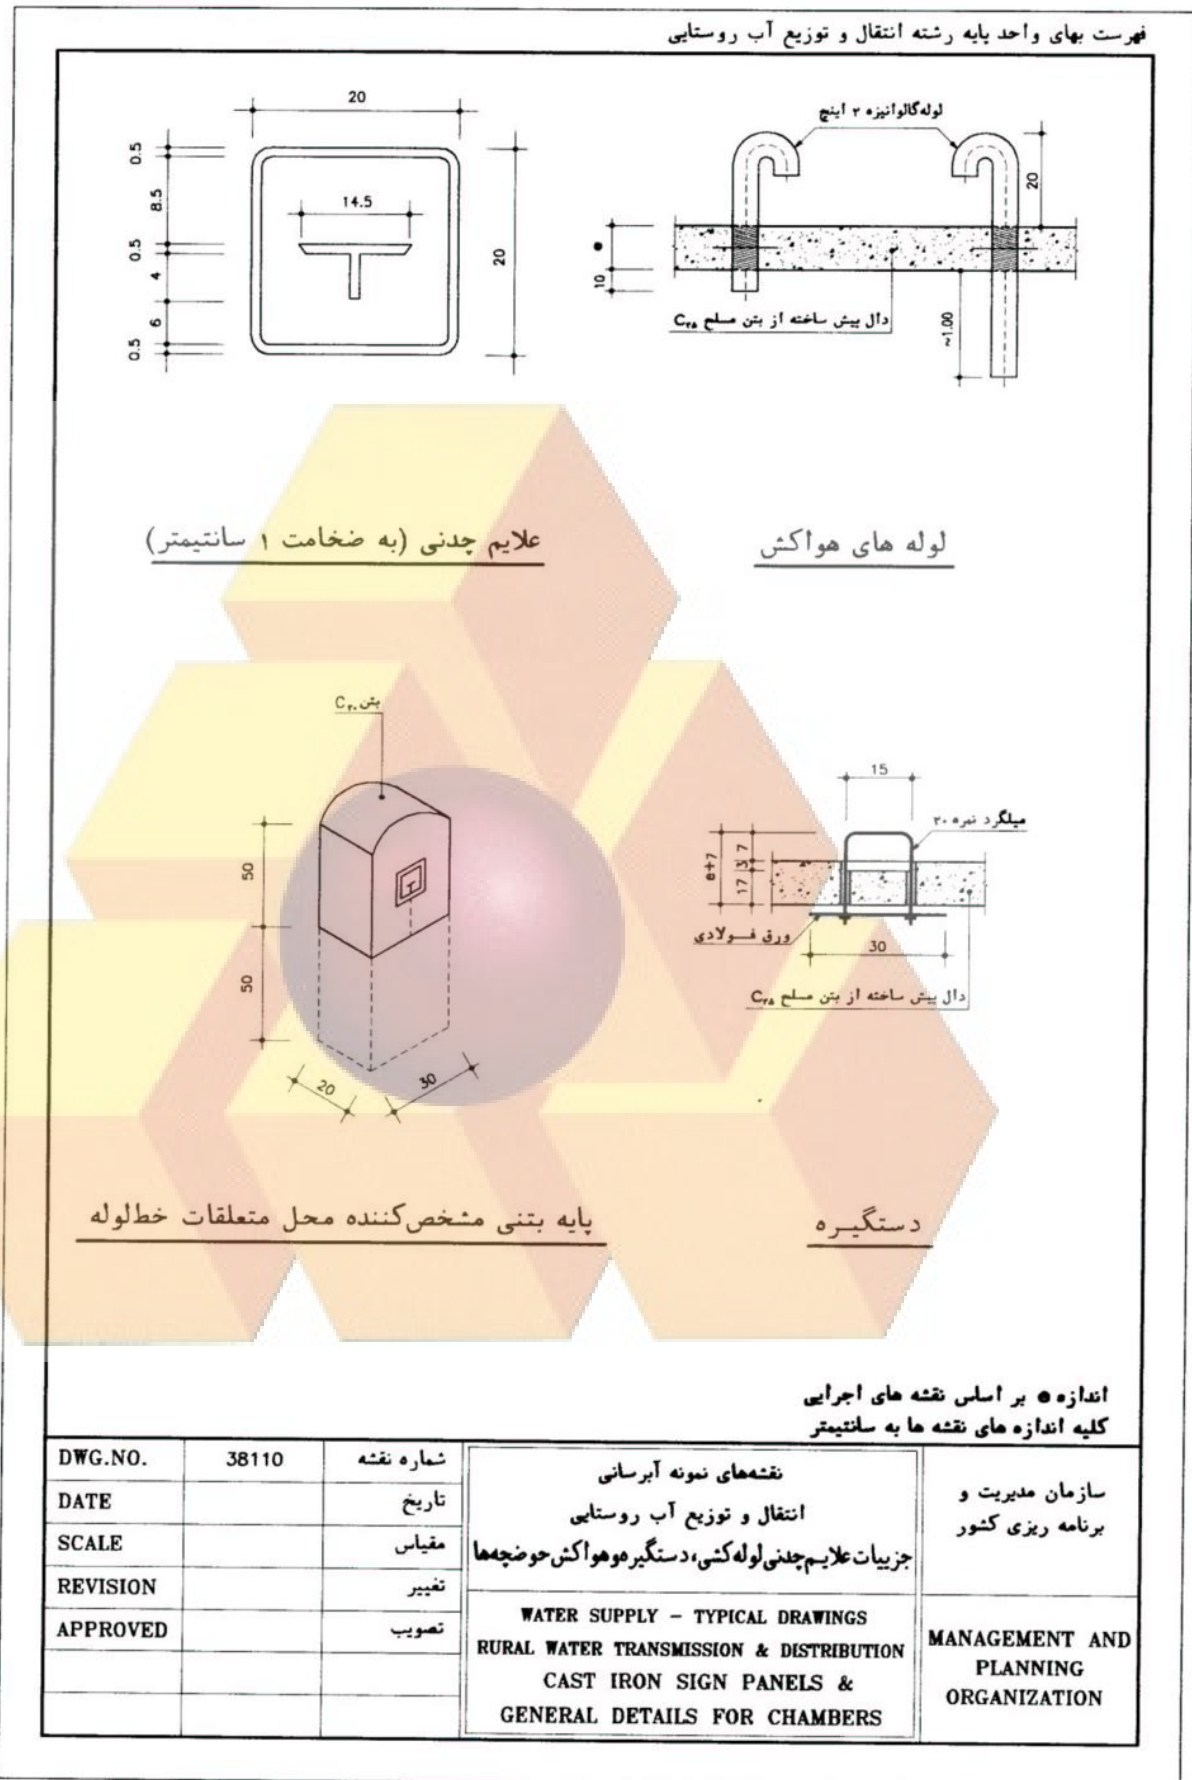 فهرست بهای واحد پایه رشته انتقال و توزیع آب روستایی
20
0.5
8.5
0.5
4
6
0.5
14.5
20
لوله گالوانیزه ۲ اینچ
20
e
10
~1.00
دال پیش ساخته از بتن مسلح C۲۵
علایم چدنی (به ضخامت ۱ سانتیمتر)
لوله های هواکش
بتن C۲۰
50
50
20
30
15
میلگرد نمره ۲۰
e+7
7
3
17
ورق فولادی
30
دال پیش ساخته از بتن مسلح C۲۵
پایه بتنی مشخص‌کننده محل متعلقات خط‌لوله
دستگیره
اندازه e بر اساس نقشه های اجرایی
کلیه اندازه های نقشه ها به سانتیمتر
DWG.NO. 38110 شماره نقشه
DATE تاریخ
SCALE مقیاس
REVISION تغییر
APPROVED تصویب
نقشه‌های نمونه آبرسانی
انتقال و توزیع آب روستایی
جزییات علایم چدنی لوله کشی، دستگیره و هواکش حوضچه‌ها
WATER SUPPLY – TYPICAL DRAWINGS
RURAL WATER TRANSMISSION & DISTRIBUTION
CAST IRON SIGN PANELS &
GENERAL DETAILS FOR CHAMBERS
سازمان مدیریت و
برنامه ریزی کشور
MANAGEMENT AND
PLANNING
ORGANIZATION